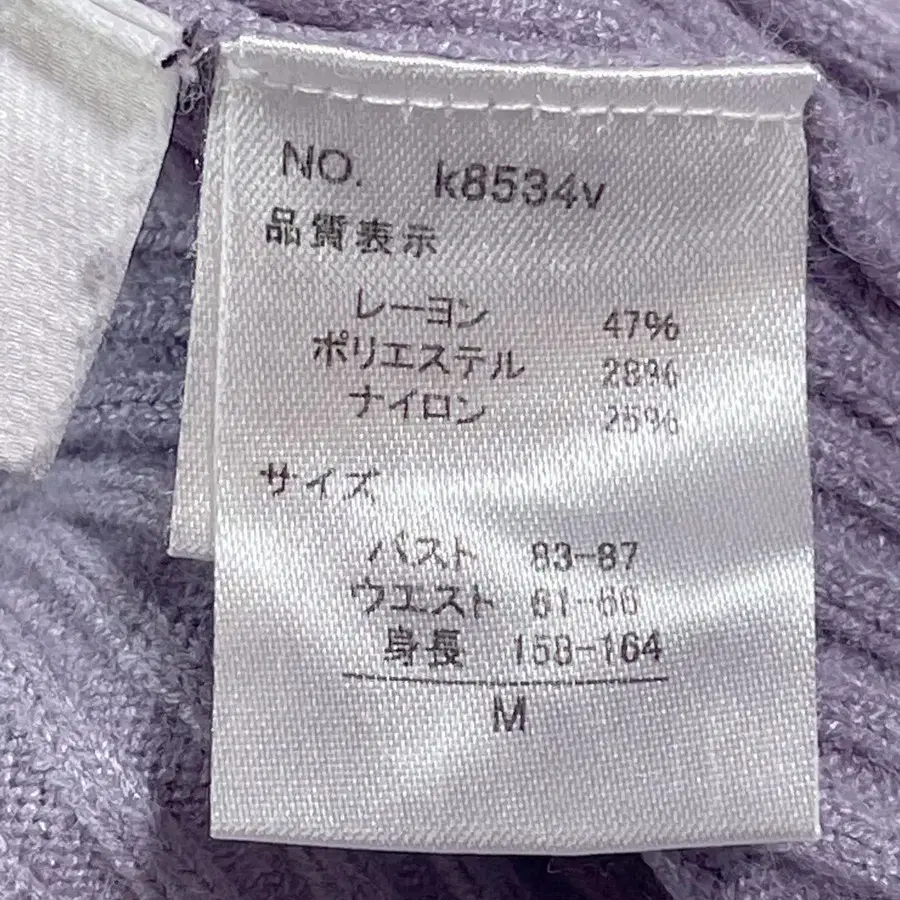 NO. k8534v
品質表示
レーヨン 47%
ポリエステル 28%
ナイロン 25%
サイズ
バスト 83-87
ウエスト 61-66
身長 158-164
M